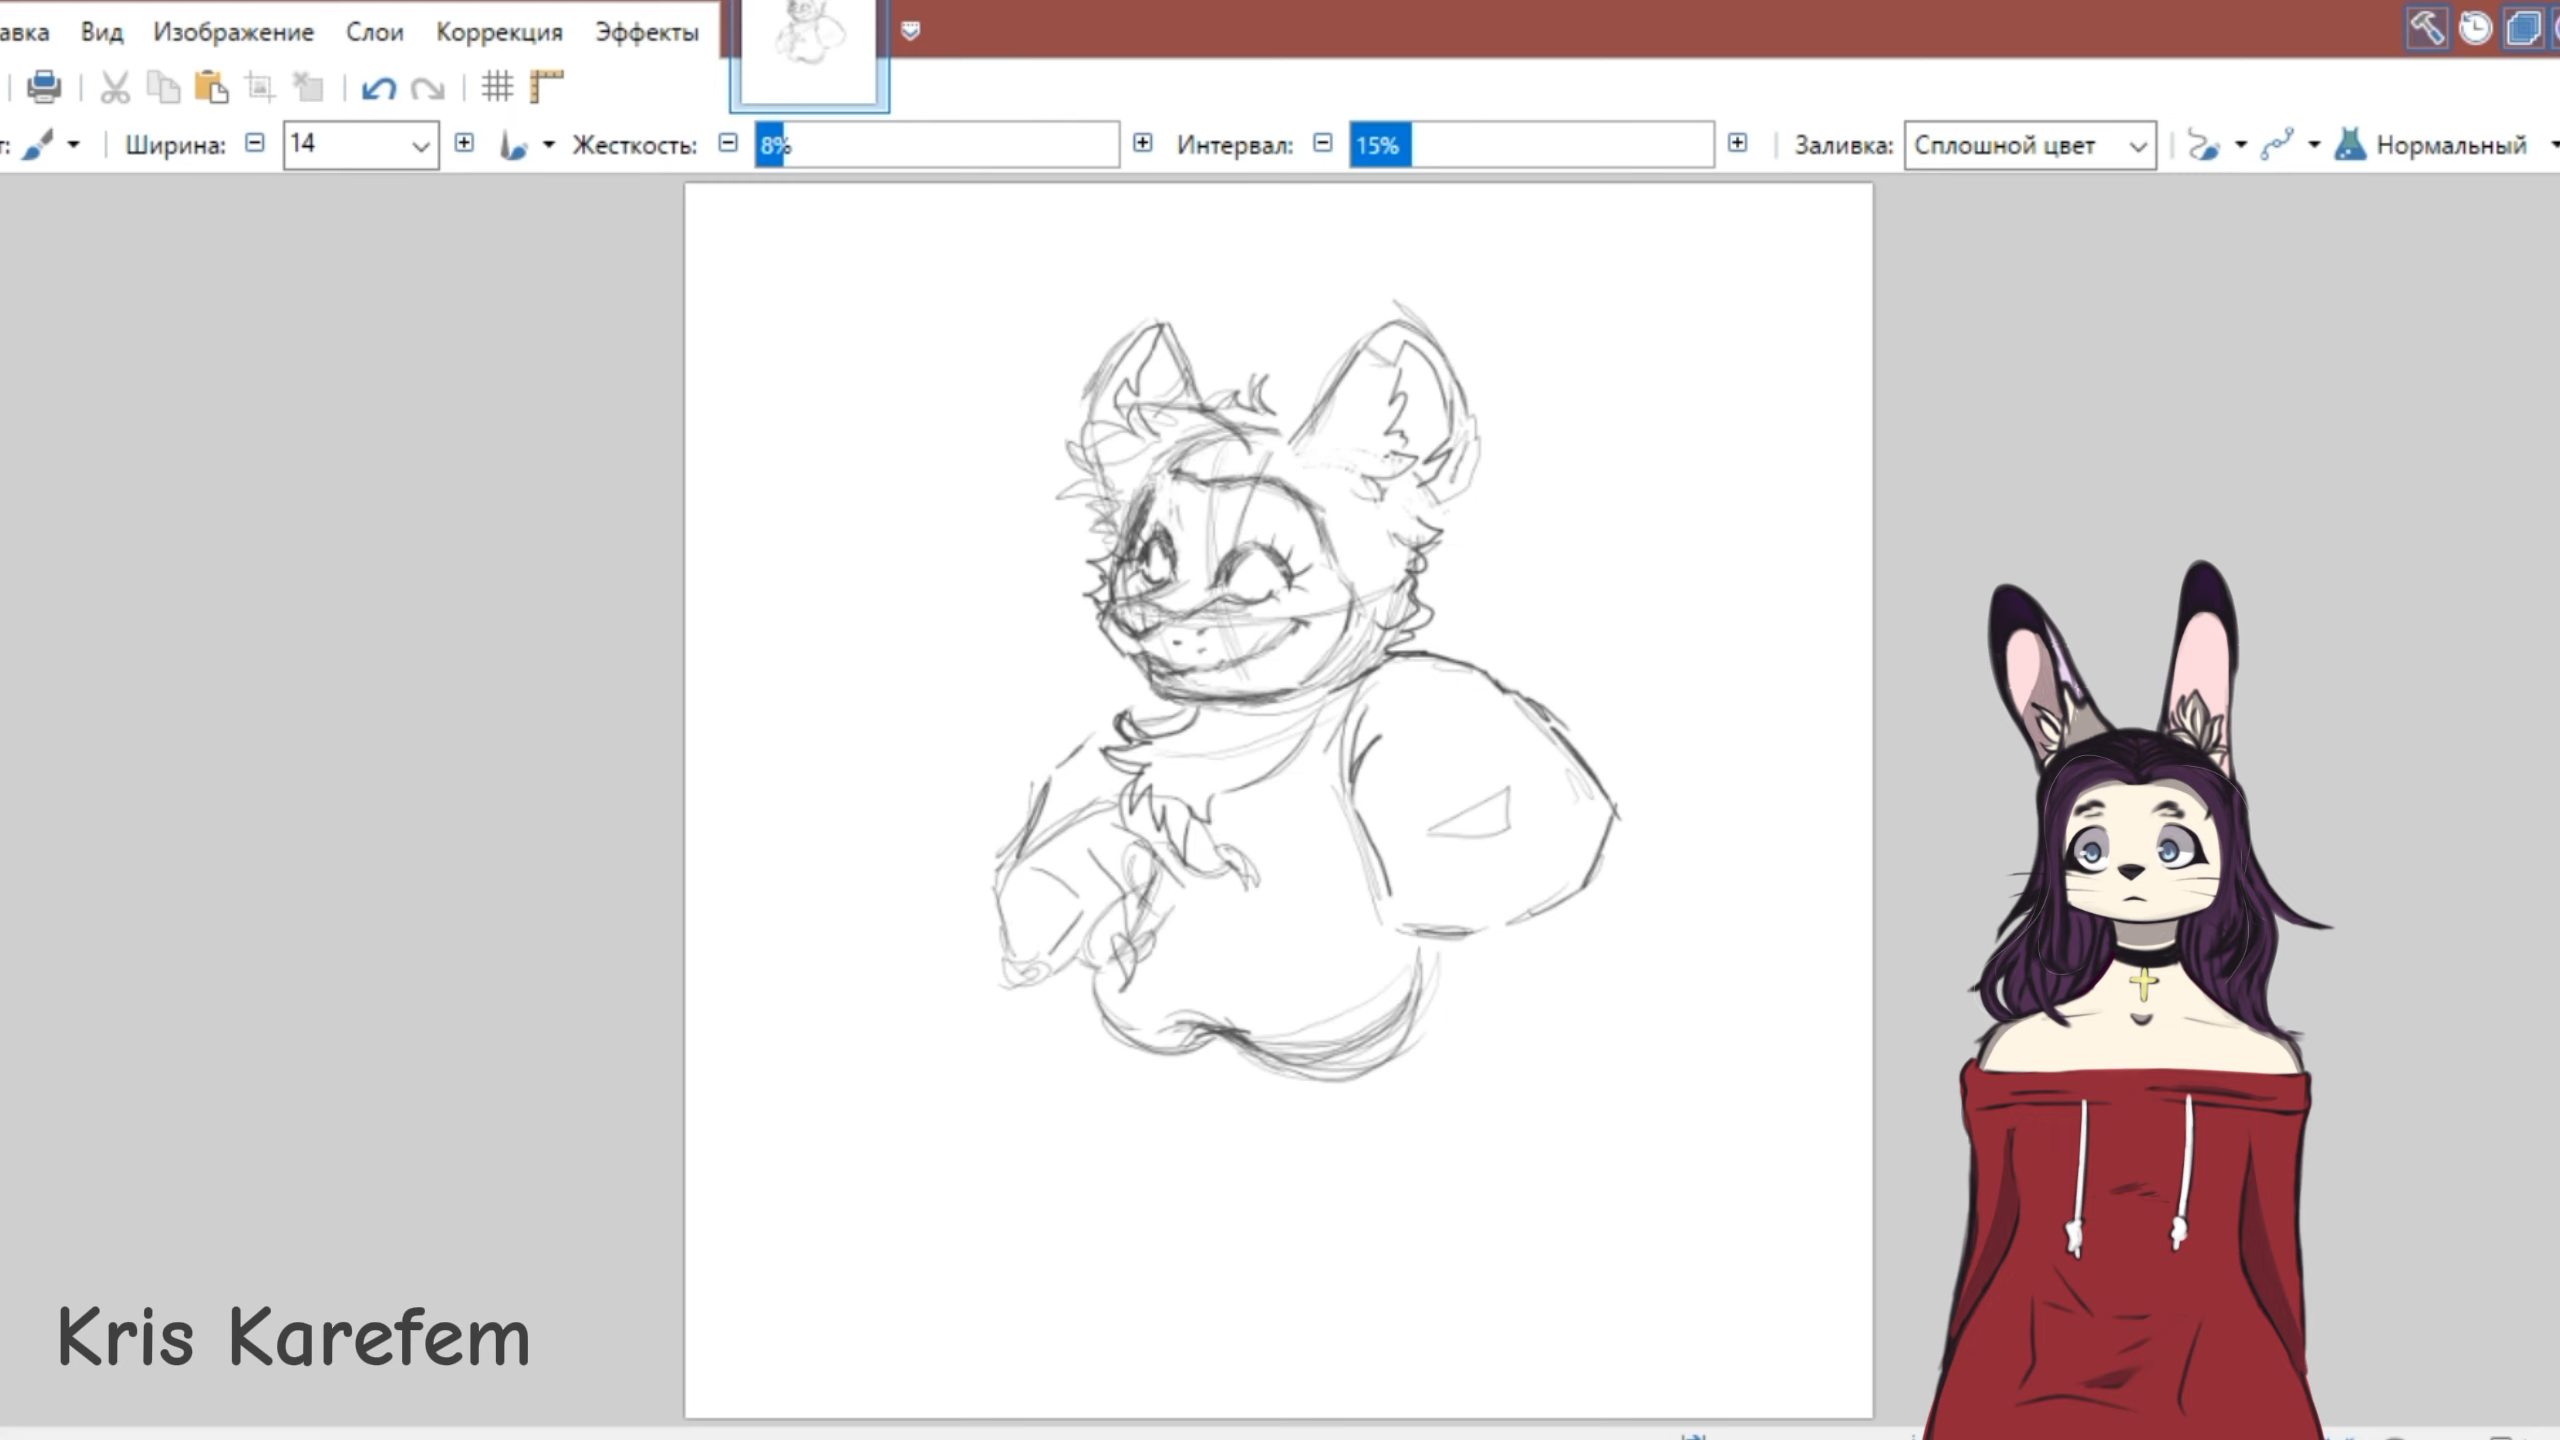 авка Вид Изображение Слои Коррекция Эффекты
т: Ширина: 14 Жесткость: 8% Интервал: 15% Заливка: Сплошной цвет Нормальный
Kris Karefem